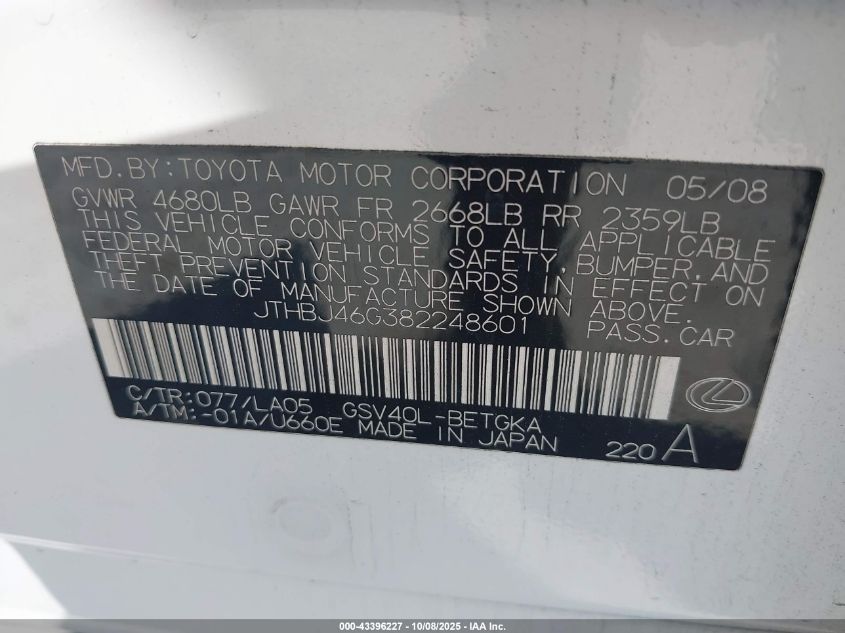 MFD.BY:TOYOTA MOTOR CORPORATION 05/08
GVWR 4680LB GAWR FR 2668LB RR 2359LB
THIS VEHICLE CONFORMS TO ALL APPLICABLE
FEDERAL MOTOR VEHICLE SAFETY,BUMPER,AND
THEFT PREVENTION STANDARDS IN EFFECT ON
THE DATE OF MANUFACTURE SHOWN ABOVE.
JTHBJ46G382248601 PASS.CAR
C/TR:077/LA05 GSV40L-BETGKA
A/TM:-01A/U660E MADE IN JAPAN 220A
000-43396227 - 10/08/2025 - IAA Inc.